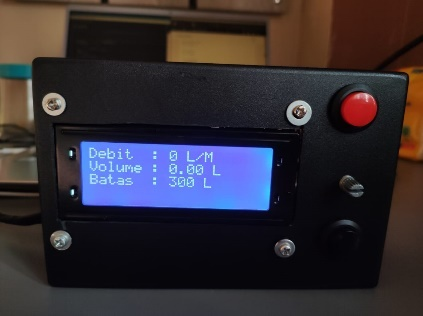 Debit : 0 L/M
Volume : 0.00 L
Batas : 300 L